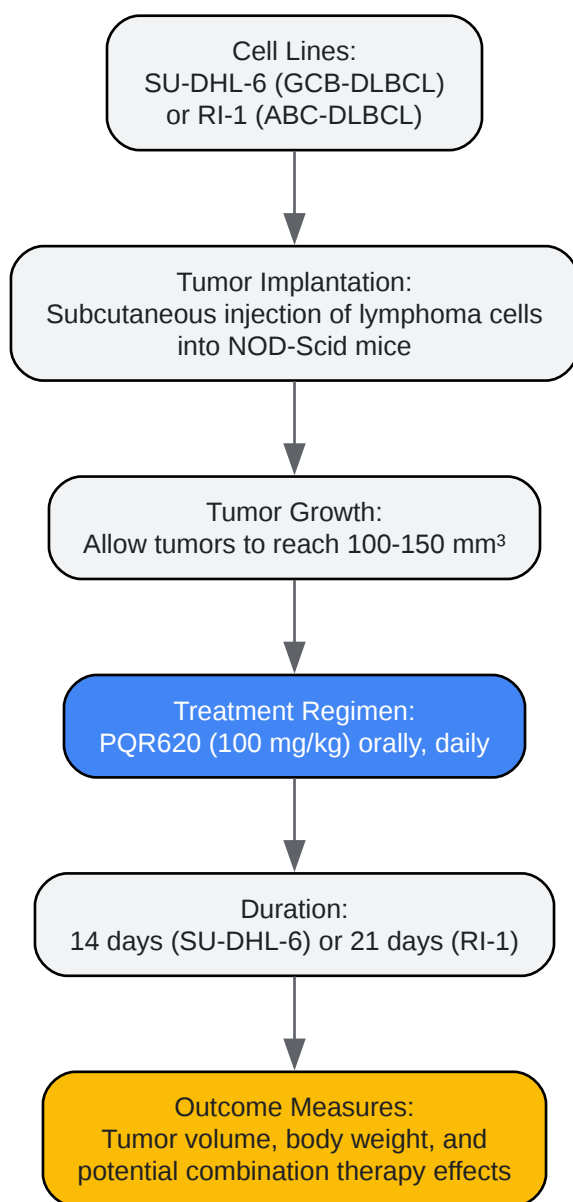 Cell Lines:
SU-DHL-6 (GCB-DLBCL)
or RI-1 (ABC-DLBCL)
Tumor Implantation:
Subcutaneous injection of lymphoma cells
into NOD-Scid mice
Tumor Growth:
Allow tumors to reach 100-150 mm³
Treatment Regimen:
PQR620 (100 mg/kg) orally, daily
Duration:
14 days (SU-DHL-6) or 21 days (RI-1)
Outcome Measures:
Tumor volume, body weight, and
potential combination therapy effects